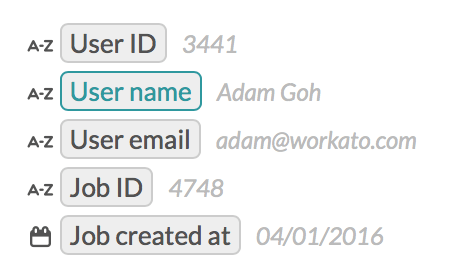 A-Z User ID 3441
A-Z User name Adam Goh
A-Z User email adam@workato.com
A-Z Job ID 4748
Job created at 04/01/2016